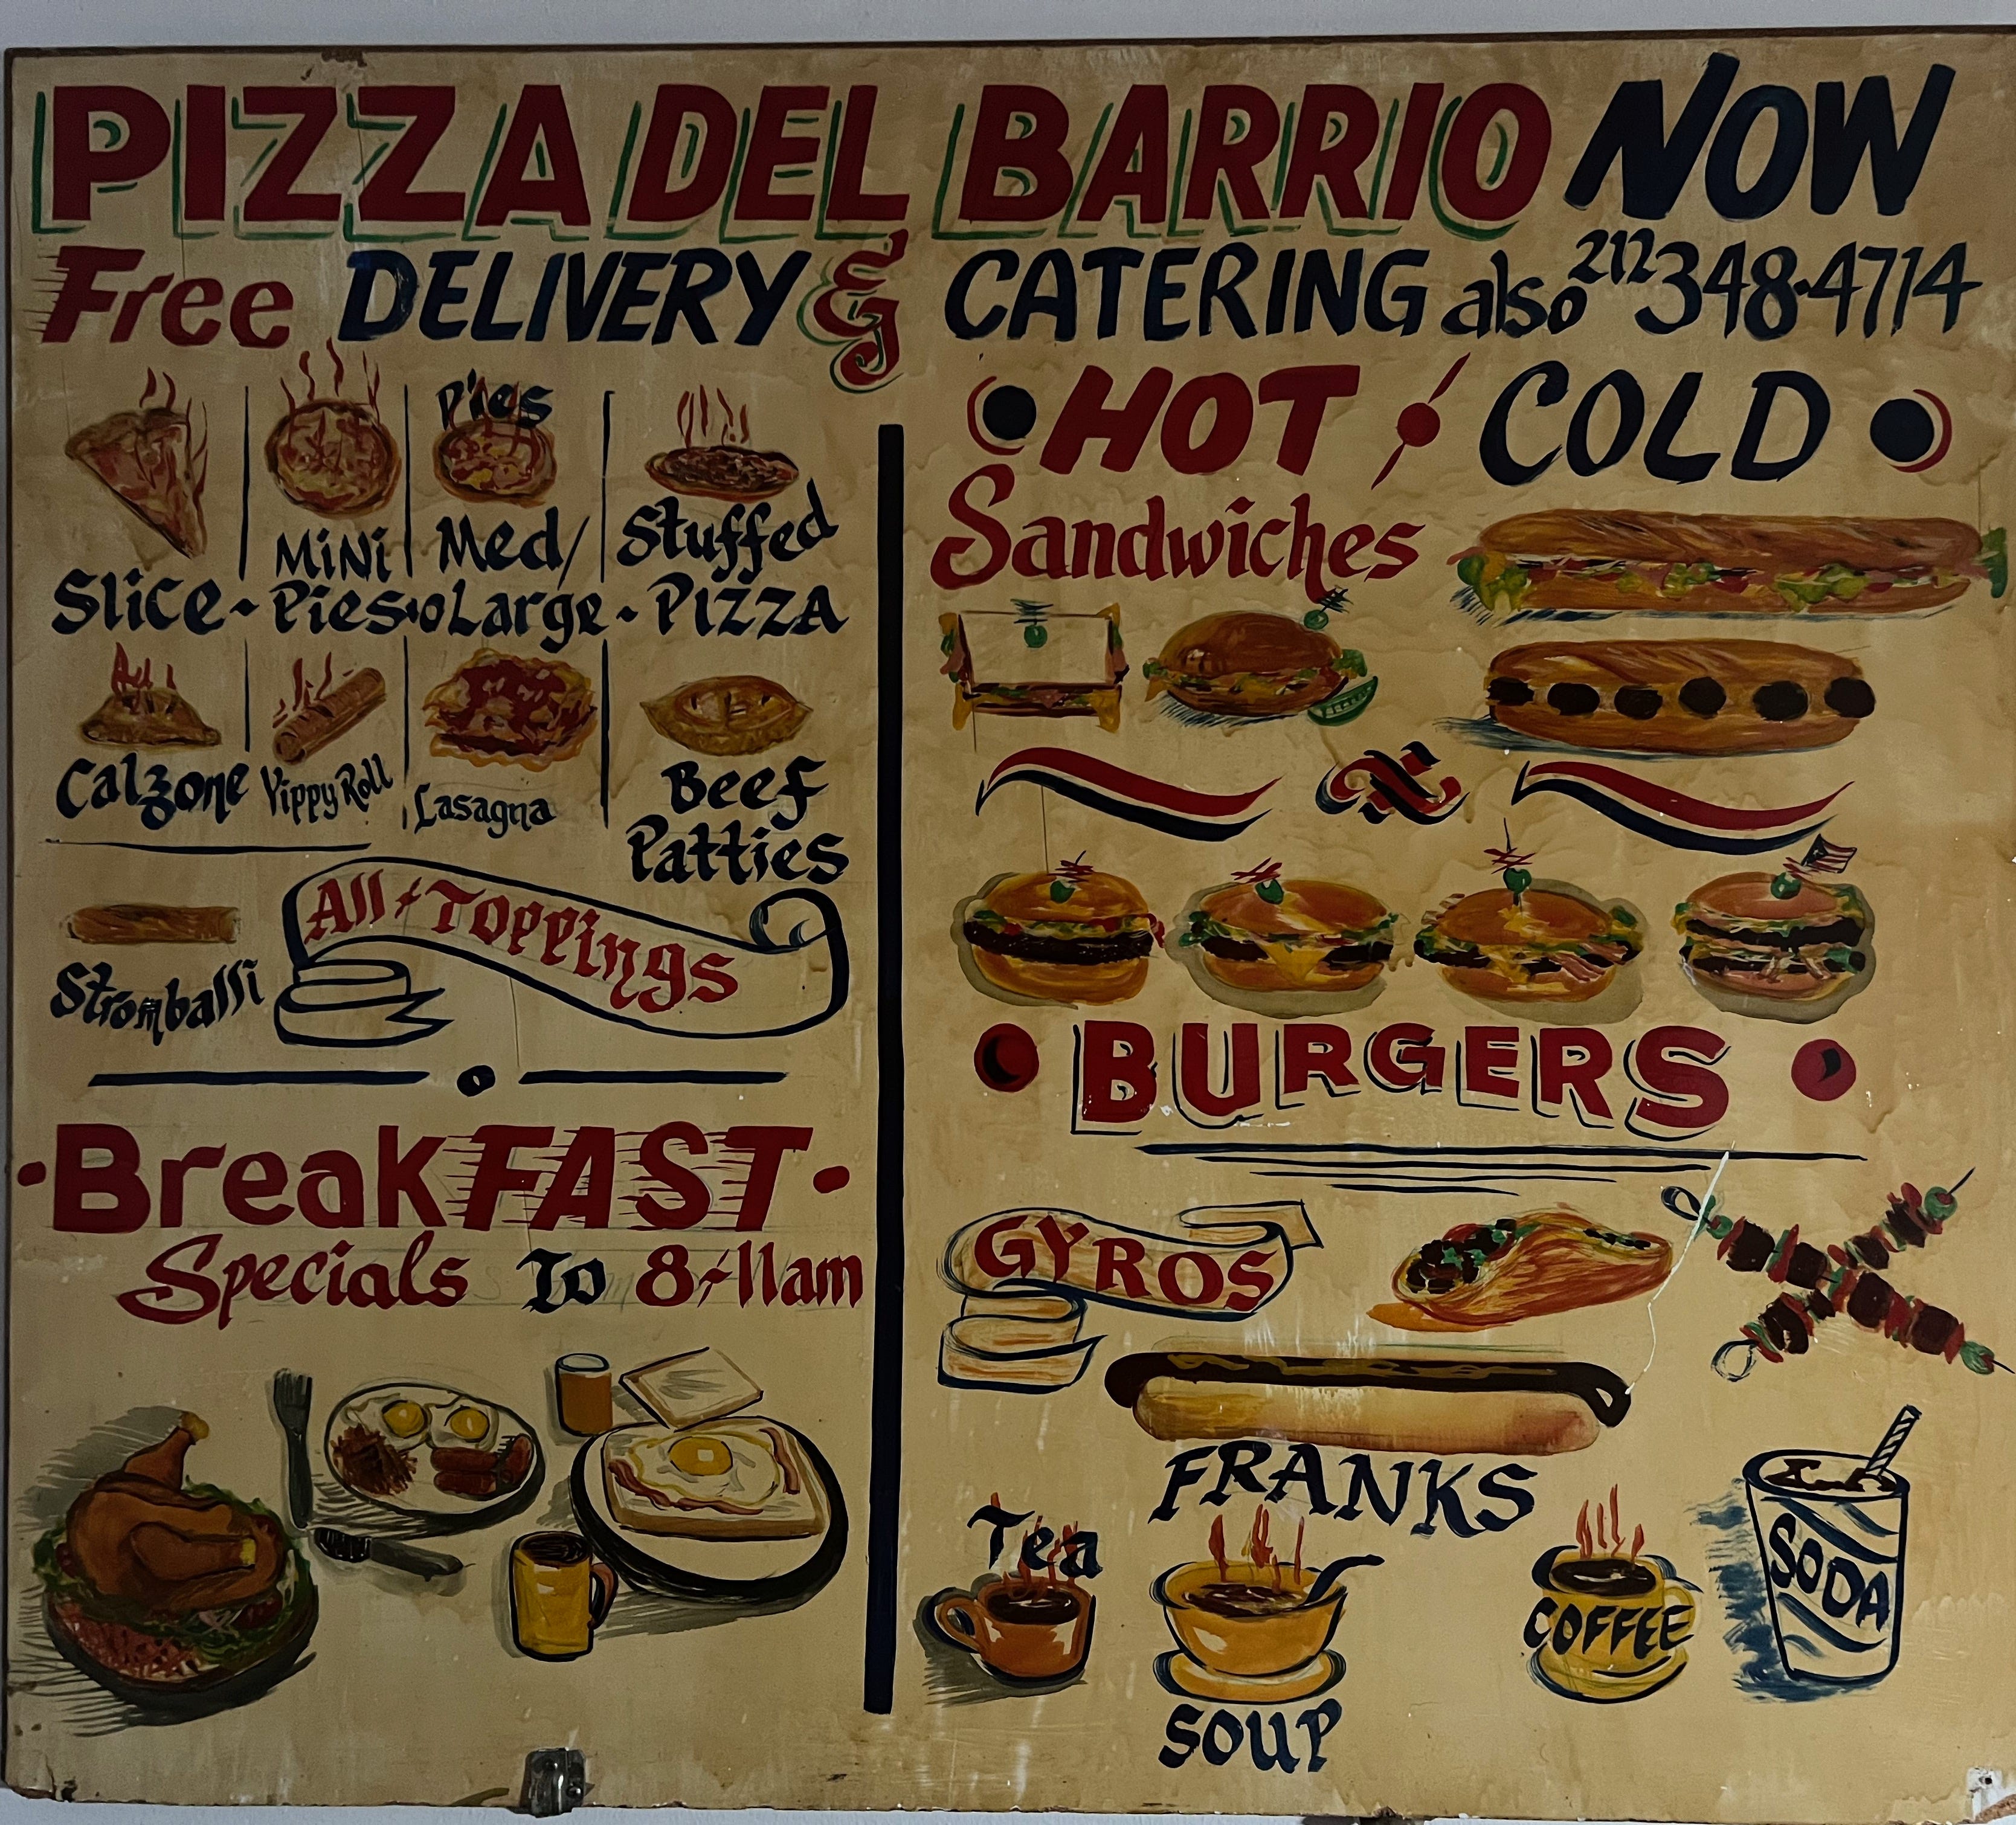 PIZZA DEL BARRIO NOW
Free DELIVERY & CATERING also 212 348-4714
Pies
Slice - MiNi Pies Med/Large - Stuffed PIZZA
Calzone Yippy Roll Lasagna Beef Patties
Stromballi
All Toppings
BreakFAST
Specials To 8-11am
HOT / COLD
Sandwiches
BURGERS
GYROS
FRANKS
Tea
SOUP
COFFEE
SODA